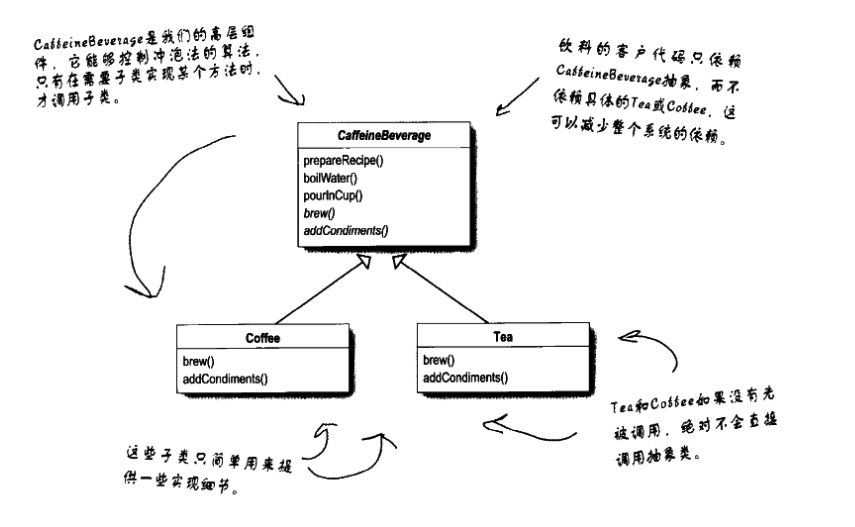 CaffeineBeverage是我们的高层组
件，它能够控制冲泡法的算法，
只有在需要子类实现某个方法时，
才调用子类。
饮料的客户代码只依赖
CaffeineBeverage抽象，而不
依赖具体的Tea或Coffee，这
可以减少整个系统的依赖。
CaffeineBeverage
prepareRecipe()
boilWater()
pourInCup()
brew()
addCondiments()
Coffee
brew()
addCondiments()
Tea
brew()
addCondiments()
这些子类只简单用来提
供一些实现细节。
Tea和Coffee如果没有先
被调用，绝对不会直接
调用抽象类。